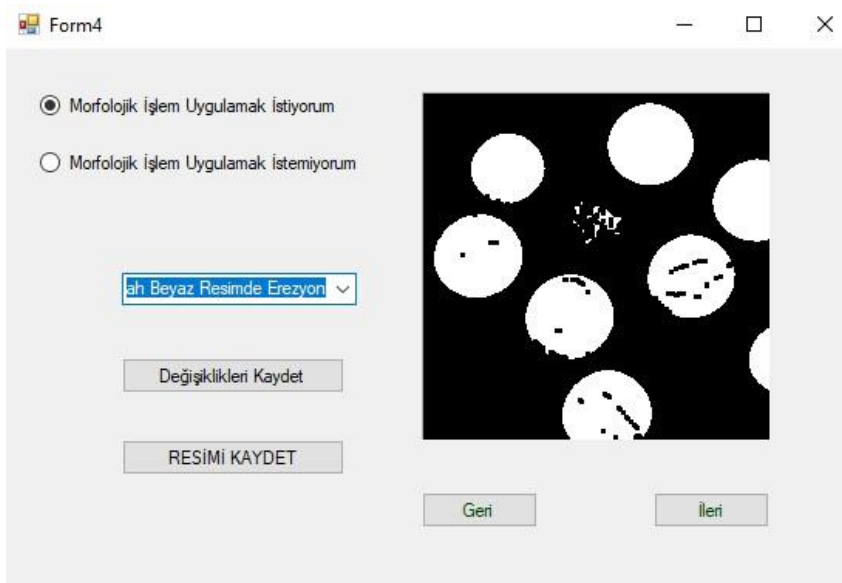 Form4
Morfolojik İşlem Uygulamak İstiyorum
Morfolojik İşlem Uygulamak İstemiyorum
ah Beyaz Resimde Erezyon
Değişiklikleri Kaydet
RESİMİ KAYDET
Geri
İleri